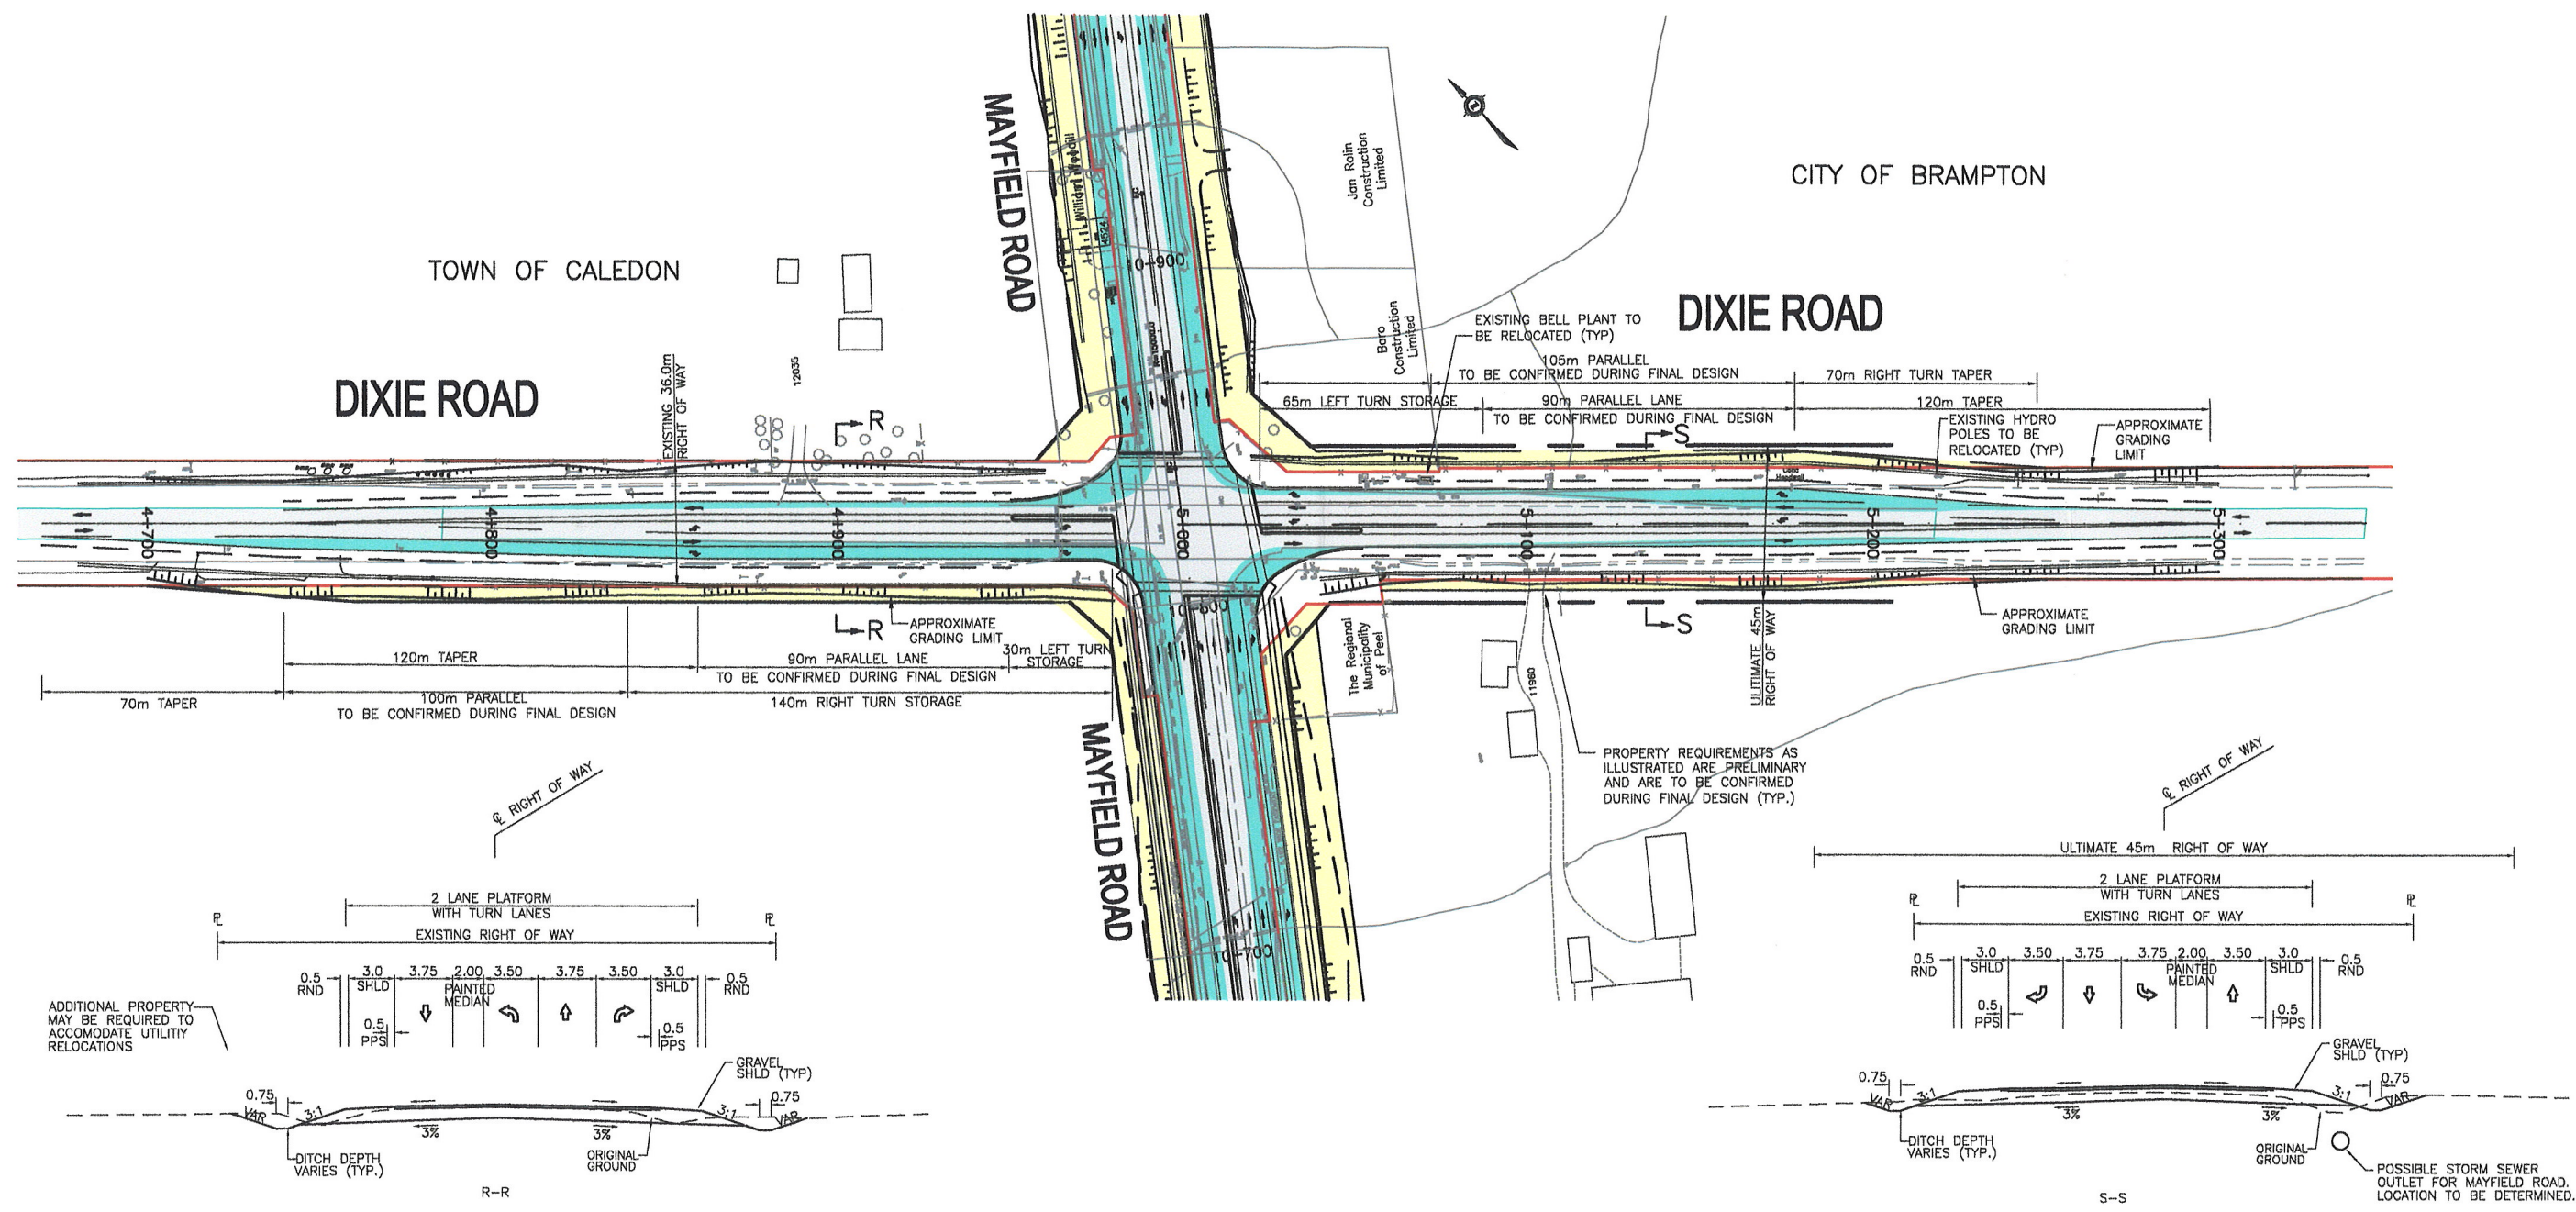 MAYFIELD ROAD
William Waddell
4524
10+900
Jan Rolin
Construction
Limited
CITY OF BRAMPTON
TOWN OF CALEDON
Baro
Construction
Limited
DIXIE ROAD
DIXIE ROAD
EXISTING BELL PLANT TO
BE RELOCATED (TYP)
105m PARALLEL
TO BE CONFIRMED DURING FINAL DESIGN
70m RIGHT TURN TAPER
65m LEFT TURN STORAGE
90m PARALLEL LANE
TO BE CONFIRMED DURING FINAL DESIGN
120m TAPER
EXISTING HYDRO
POLES TO BE
RELOCATED (TYP)
APPROXIMATE
GRADING
LIMIT
EXISTING 36.0m
RIGHT OF WAY
12035
R
S
4+700
4+800
4+900
5+000
5+100
5+200
5+300
R
S
APPROXIMATE
GRADING LIMIT
APPROXIMATE
GRADING LIMIT
120m TAPER
90m PARALLEL LANE
TO BE CONFIRMED DURING FINAL DESIGN
30m LEFT TURN
STORAGE
70m TAPER
100m PARALLEL
TO BE CONFIRMED DURING FINAL DESIGN
140m RIGHT TURN STORAGE
The Regional
Municipality
of Peel
11960
ULITIMATE 45m
RIGHT OF WAY
MAYFIELD ROAD
10+700
PROPERTY REQUIREMENTS AS
ILLUSTRATED ARE PRELIMINARY
AND ARE TO BE CONFIRMED
DURING FINAL DESIGN (TYP.)
℄ RIGHT OF WAY
2 LANE PLATFORM
WITH TURN LANES
EXISTING RIGHT OF WAY
0.5
RND
3.0
SHLD
3.75
2.00
PAINTED
MEDIAN
3.50
3.75
3.50
3.0
SHLD
0.5
RND
0.5
PPS
0.5
PPS
ADDITIONAL PROPERTY
MAY BE REQUIRED TO
ACCOMODATE UTILITIY
RELOCATIONS
GRAVEL
SHLD (TYP)
0.75
VAR
3:1
3%
3%
3:1
0.75
VAR
DITCH DEPTH
VARIES (TYP.)
ORIGINAL
GROUND
R-R
℄ RIGHT OF WAY
ULTIMATE 45m RIGHT OF WAY
2 LANE PLATFORM
WITH TURN LANES
EXISTING RIGHT OF WAY
0.5
RND
3.0
SHLD
3.50
3.75
3.75
2.00
PAINTED
MEDIAN
3.50
3.0
SHLD
0.5
RND
0.5
PPS
0.5
PPS
GRAVEL
SHLD (TYP)
0.75
VAR
3:1
3%
3%
3:1
0.75
VAR
DITCH DEPTH
VARIES (TYP.)
ORIGINAL
GROUND
POSSIBLE STORM SEWER
OUTLET FOR MAYFIELD ROAD.
LOCATION TO BE DETERMINED.
S-S